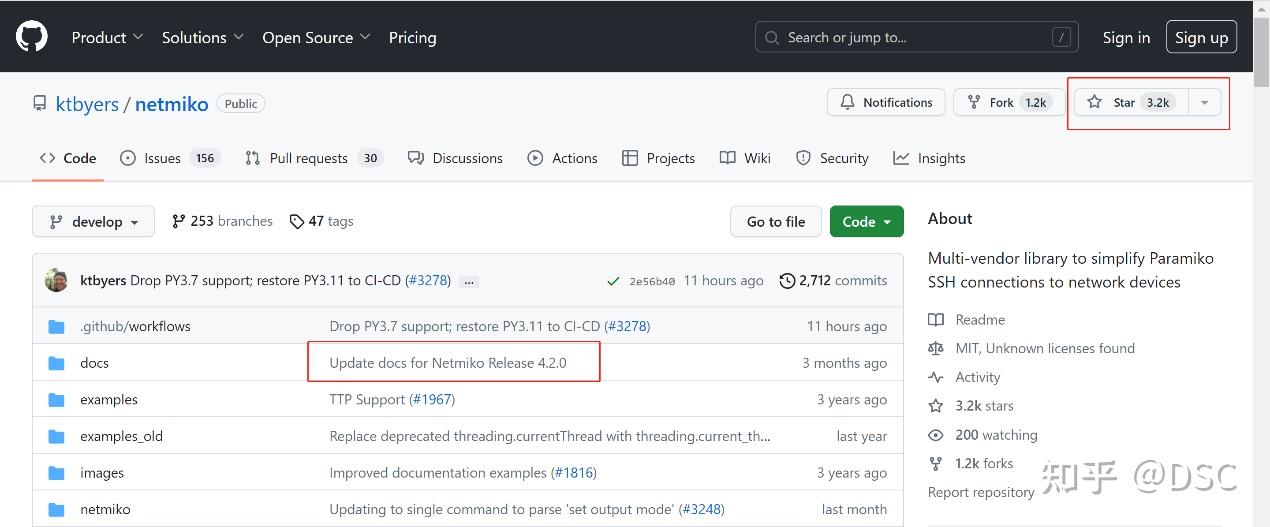 Product Solutions Open Source Pricing Search or jump to... / Sign in Sign up
ktbyers / netmiko Public Notifications Fork 1.2k Star 3.2k
Code Issues 156 Pull requests 30 Discussions Actions Projects Wiki Security Insights
develop 253 branches 47 tags Go to file Code
ktbyers Drop PY3.7 support; restore PY3.11 to CI-CD (#3278) ... 2e56b40 11 hours ago 2,712 commits
.github/workflows Drop PY3.7 support; restore PY3.11 to CI-CD (#3278) 11 hours ago
docs Update docs for Netmiko Release 4.2.0 3 months ago
examples TTP Support (#1967) 3 years ago
examples_old Replace deprecated threading.currentThread with threading.current_th... last year
images Improved documentation examples (#1816) 3 years ago
netmiko Updating to single command to parse 'set output mode' (#3248) last month
About
Multi-vendor library to simplify Paramiko
SSH connections to network devices
Readme
MIT, Unknown licenses found
Activity
3.2k stars
200 watching
1.2k forks
Report repository
知乎 @DSC